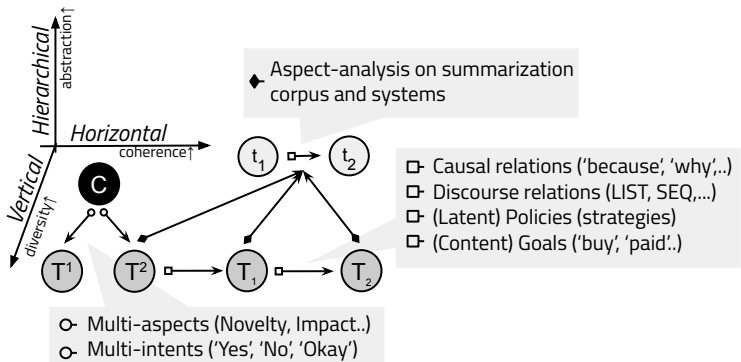 Hierarchical
abstraction↑
Aspect-analysis on summarization
corpus and systems
Horizontal
coherence↑
t₁
t₂
Vertical
diversity↑
C
Causal relations (‘because’, ‘why’,..)
Discourse relations (LIST, SEQ,...)
(Latent) Policies (strategies)
(Content) Goals (‘buy’, ‘paid’..)
T¹
T²
T₁
T₂
Multi-aspects (Novelty, Impact..)
Multi-intents (‘Yes’, ‘No’, ‘Okay’)